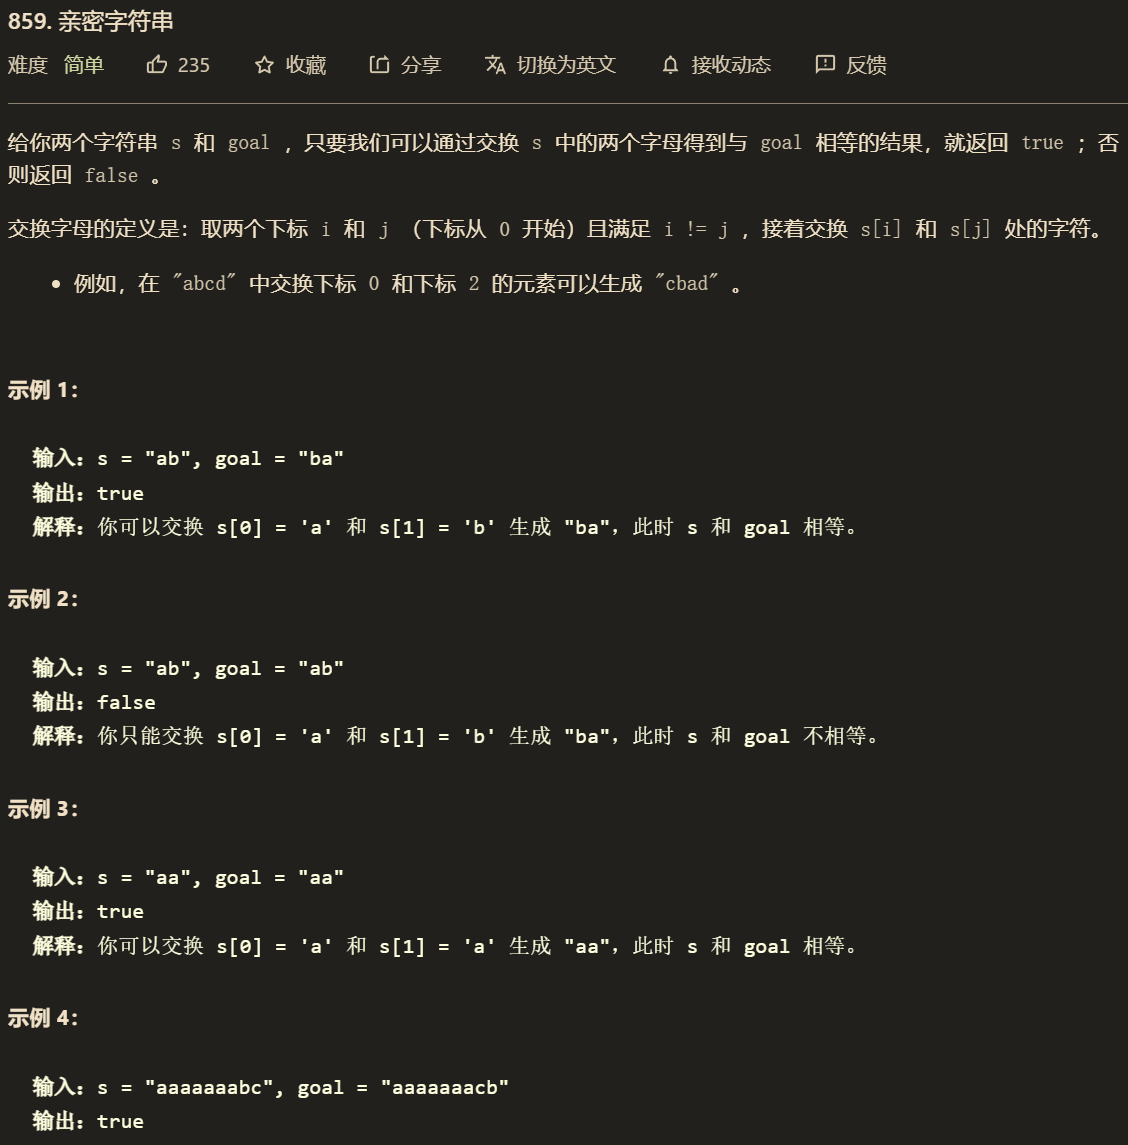 859. 亲密字符串
难度 简单 235 收藏 分享 切换为英文 接收动态 反馈
给你两个字符串 s 和 goal ，只要我们可以通过交换 s 中的两个字母得到与 goal 相等的结果，就返回 true ；否
则返回 false 。
交换字母的定义是：取两个下标 i 和 j （下标从 0 开始）且满足 i != j ，接着交换 s[i] 和 s[j] 处的字符。
• 例如，在 "abcd" 中交换下标 0 和下标 2 的元素可以生成 "cbad" 。
示例 1：
输入：s = "ab", goal = "ba"
输出：true
解释：你可以交换 s[0] = 'a' 和 s[1] = 'b' 生成 "ba"，此时 s 和 goal 相等。
示例 2：
输入：s = "ab", goal = "ab"
输出：false
解释：你只能交换 s[0] = 'a' 和 s[1] = 'b' 生成 "ba"，此时 s 和 goal 不相等。
示例 3：
输入：s = "aa", goal = "aa"
输出：true
解释：你可以交换 s[0] = 'a' 和 s[1] = 'a' 生成 "aa"，此时 s 和 goal 相等。
示例 4：
输入：s = "aaaaaaabc", goal = "aaaaaaacb"
输出：true